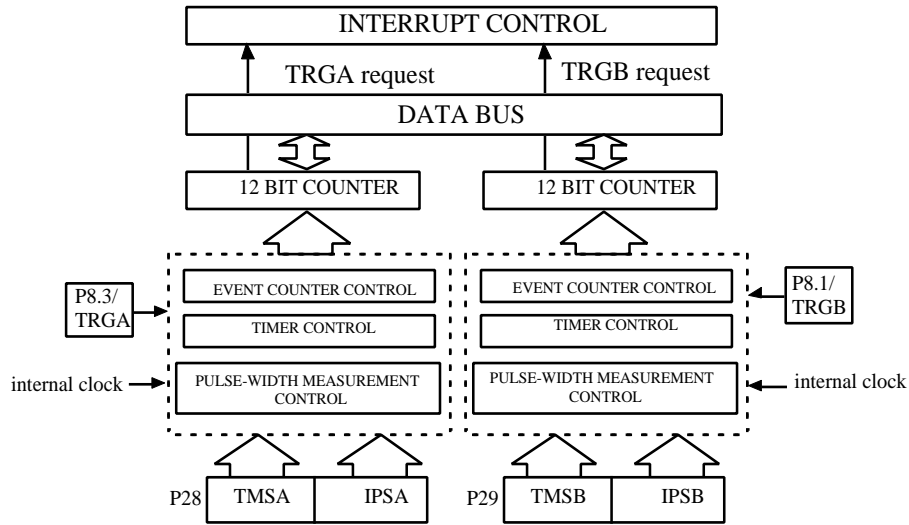 INTERRUPT CONTROL
TRGA request
TRGB request
DATA BUS
12 BIT COUNTER
12 BIT COUNTER
EVENT COUNTER CONTROL
EVENT COUNTER CONTROL
P8.3/
TRGA
P8.1/
TRGB
TIMER CONTROL
TIMER CONTROL
internal clock
PULSE-WIDTH MEASUREMENT
CONTROL
PULSE-WIDTH MEASUREMENT
CONTROL
internal clock
P28
TMSA
IPSA
P29
TMSB
IPSB